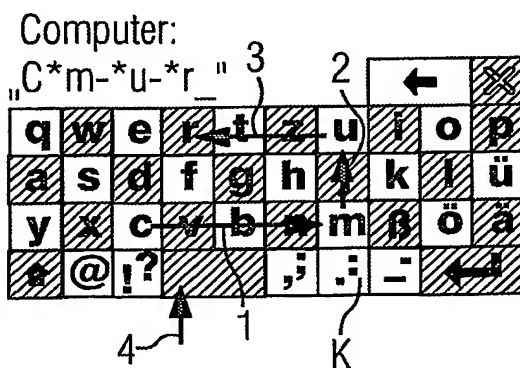 Computer:
„C*m-*u-*r_"
3 2
q w e r t z u i o p
a s d f g h k l ü
y x c v b n m ß ö ä
@ !? ,; .: _-
4 1 K